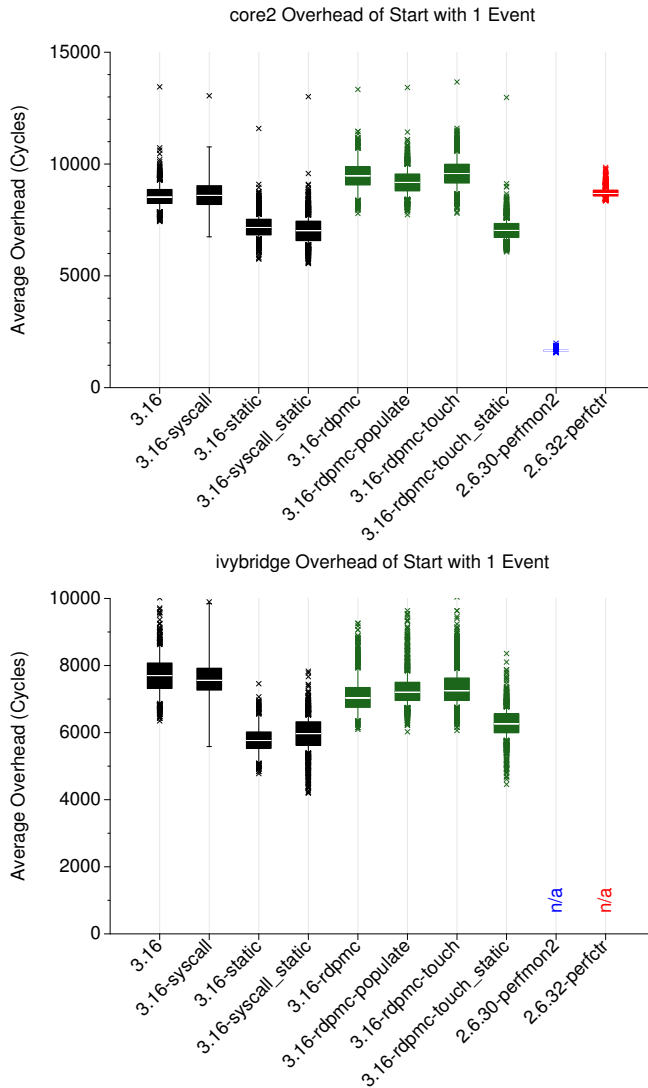 core2 Overhead of Start with 1 Event
Average Overhead (Cycles)
15000
10000
5000
0
3.16
3.16-syscall
3.16-static
3.16-syscall_static
3.16-rdpmc
3.16-rdpmc-populate
3.16-rdpmc-touch
3.16-rdpmc-touch_static
2.6.30-perfmon2
2.6.32-perfctr
ivybridge Overhead of Start with 1 Event
Average Overhead (Cycles)
10000
8000
6000
4000
2000
0
n/a
n/a
3.16
3.16-syscall
3.16-static
3.16-syscall_static
3.16-rdpmc
3.16-rdpmc-populate
3.16-rdpmc-touch
3.16-rdpmc-touch_static
2.6.30-perfmon2
2.6.32-perfctr